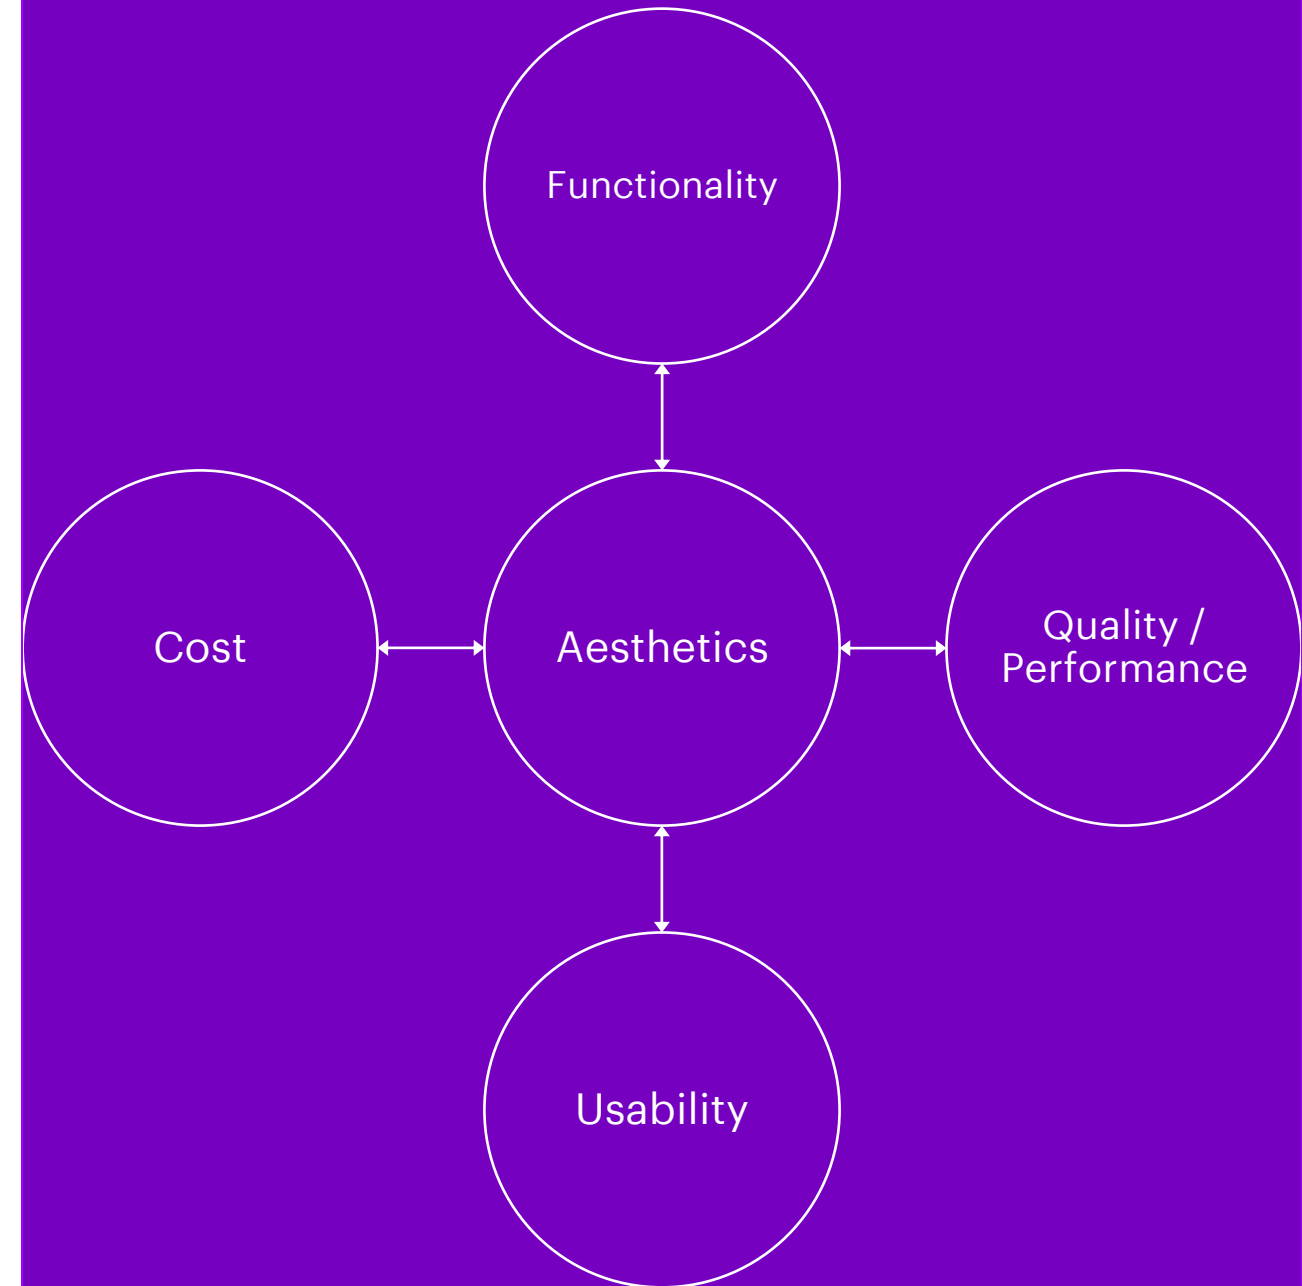 Functionality
Cost
Aesthetics
Quality /
Performance
Usability